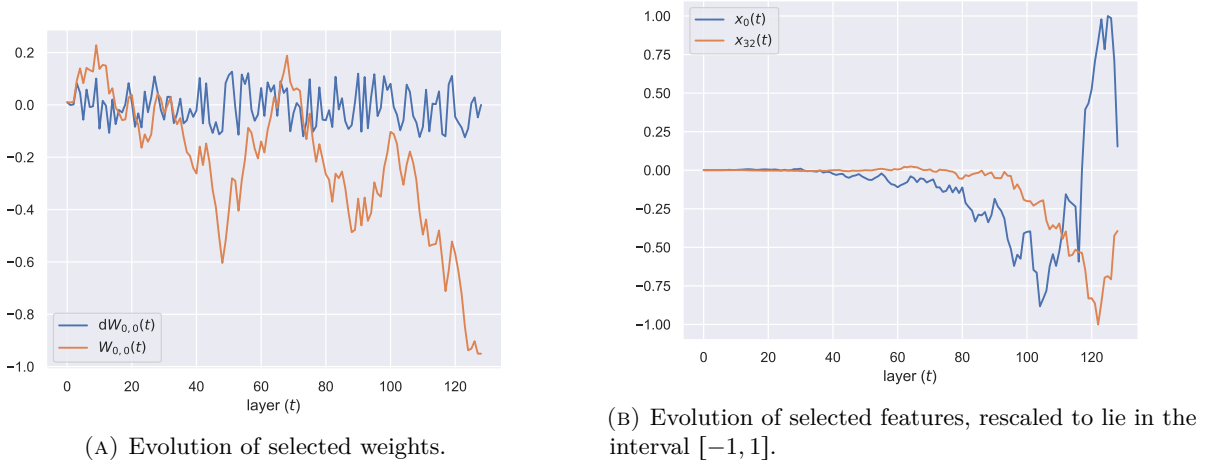 0.2
0.0
−0.2
−0.4
−0.6
−0.8
−1.0
dW₀,₀(t)
W₀,₀(t)
0 20 40 60 80 100 120
layer (t)
(A) Evolution of selected weights.
1.00
0.75
0.50
0.25
0.00
−0.25
−0.50
−0.75
−1.00
x₀(t)
x₃₂(t)
0 20 40 60 80 100 120
layer (t)
(B) Evolution of selected features, rescaled to lie in the
interval [−1, 1].